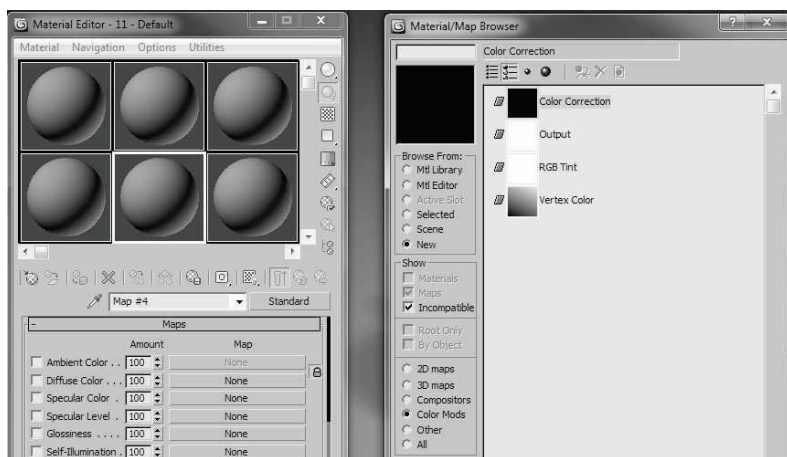 Material Editor - 11 - Default
Material Navigation Options Utilities
Map #4
Standard
Maps
Amount Map
Ambient Color . . 100 None
Diffuse Color . . . 100 None
Specular Color . 100 None
Specular Level . 100 None
Glossiness . . . . 100 None
Self-Illumination . 100 None
Material/Map Browser
Color Correction
Color Correction
Output
RGB Tint
Vertex Color
Browse From:
Mtl Library
Mtl Editor
Active Slot
Selected
Scene
New
Show
Materials
Maps
Incompatible
Root Only
By Object
2D maps
3D maps
Compositors
Color Mods
Other
All